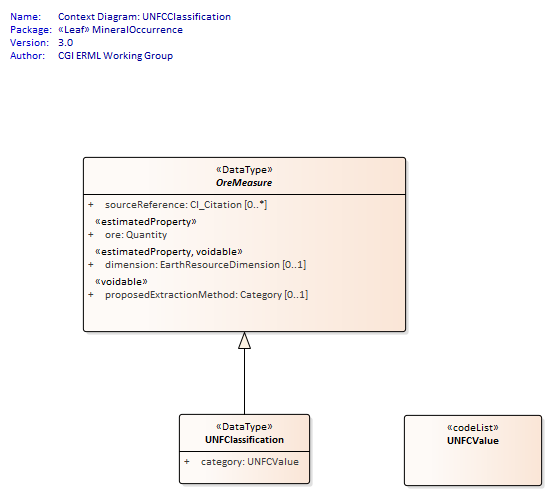 Name: Context Diagram: UNFCClassification
Package: «Leaf» MineralOccurrence
Version: 3.0
Author: CGI ERML Working Group
«DataType»
OreMeasure
+ sourceReference: CI_Citation [0..*]
«estimatedProperty»
+ ore: Quantity
«estimatedProperty, voidable»
+ dimension: EarthResourceDimension [0..1]
«voidable»
+ proposedExtractionMethod: Category [0..1]
«DataType»
UNFClassification
+ category: UNFCValue
«codeList»
UNFCValue